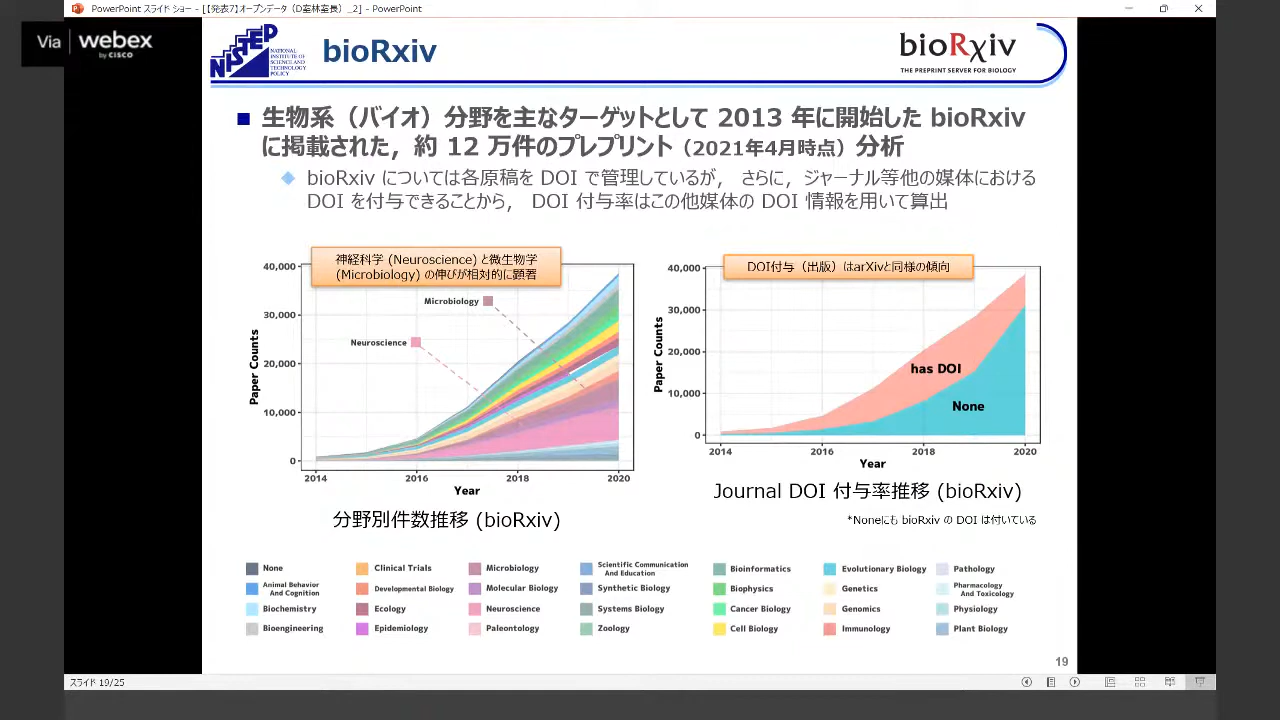 PowerPoint スライド ショー - [【発表7】オープンデータ（D室林室長）_2] - PowerPoint
Via webex
by CISCO
NISTEP
NATIONAL
INSTITUTE OF
SCIENCE AND
TECHNOLOGY
POLICY
bioRxiv
bioRχiv
THE PREPRINT SERVER FOR BIOLOGY
生物系（バイオ）分野を主なターゲットとして 2013 年に開始した bioRxiv
に掲載された，約 12 万件のプレプリント（2021年4月時点）分析
bioRxiv については各原稿を DOI で管理しているが， さらに，ジャーナル等他の媒体における
DOI を付与できることから， DOI 付与率はこの他媒体の DOI 情報を用いて算出
神経科学 (Neuroscience) と微生物学
(Microbiology) の伸びが相対的に顕著
40,000
30,000
20,000
10,000
0
Paper Counts
Microbiology
Neuroscience
2014
2016
2018
2020
Year
分野別件数推移 (bioRxiv)
DOI付与（出版）はarXivと同様の傾向
40,000
30,000
20,000
10,000
0
Paper Counts
has DOI
None
2014
2016
2018
2020
Year
Journal DOI 付与率推移 (bioRxiv)
*Noneにも bioRxiv の DOI は付いている
None
Animal Behavior
And Cognition
Biochemistry
Bioengineering
Clinical Trials
Developmental Biology
Ecology
Epidemiology
Microbiology
Molecular Biology
Neuroscience
Paleontology
Scientific Communication
And Education
Synthetic Biology
Systems Biology
Zoology
Bioinformatics
Biophysics
Cancer Biology
Cell Biology
Evolutionary Biology
Genetics
Genomics
Immunology
Pathology
Pharmacology
And Toxicology
Physiology
Plant Biology
19
スライド 19/25